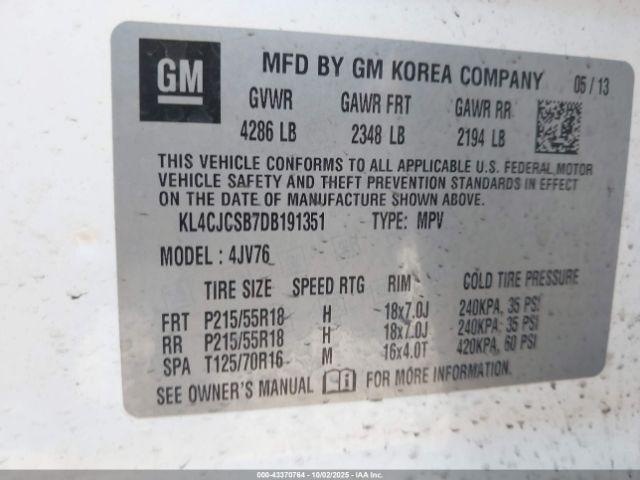 GM
MFD BY GM KOREA COMPANY 05 / 13
GVWR GAWR FRT GAWR RR
4286 LB 2348 LB 2194 LB
THIS VEHICLE CONFORMS TO ALL APPLICABLE U.S. FEDERAL MOTOR
VEHICLE SAFETY AND THEFT PREVENTION STANDARDS IN EFFECT
ON THE DATE OF MANUFACTURE SHOWN ABOVE.
KL4CJCSB7DB191351 TYPE: MPV
MODEL : 4JV76
TIRE SIZE SPEED RTG RIM COLD TIRE PRESSURE
FRT P215/55R18 H 18x7.0J 240KPA, 35 PSI
RR P215/55R18 H 18x7.0J 240KPA, 35 PSI
SPA T125/70R16 M 16x4.0T 420KPA, 60 PSI
SEE OWNER'S MANUAL FOR MORE INFORMATION
000-43370764 10/02/2025 IAAI.COM